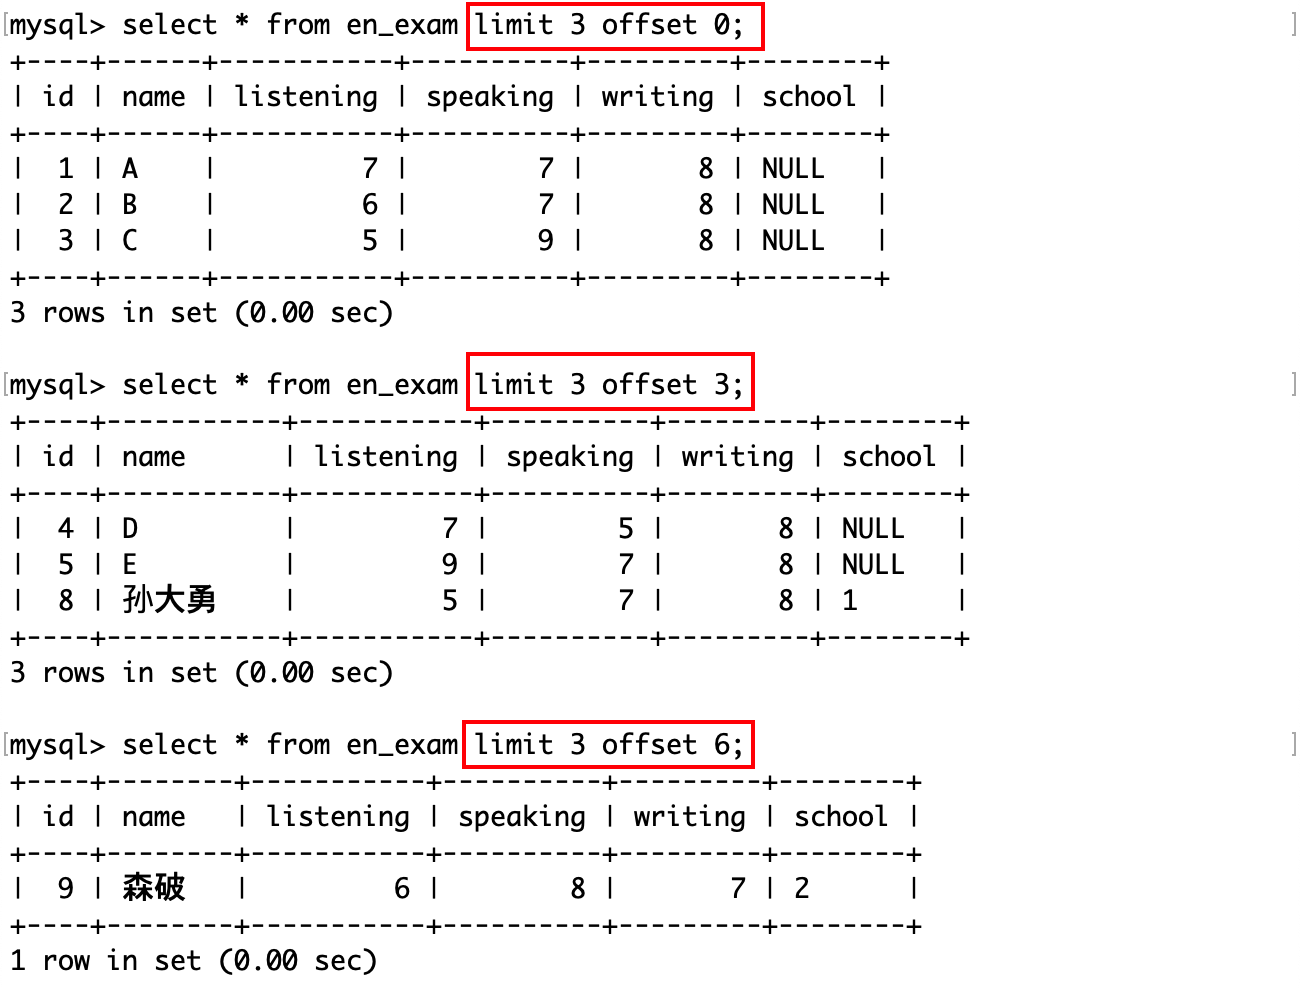 mysql> select * from en_exam limit 3 offset 0;
+----+------+-----------+----------+---------+--------+
| id | name | listening | speaking | writing | school |
+----+------+-----------+----------+---------+--------+
|  1 | A    |         7 |        7 |       8 | NULL   |
|  2 | B    |         6 |        7 |       8 | NULL   |
|  3 | C    |         5 |        9 |       8 | NULL   |
+----+------+-----------+----------+---------+--------+
3 rows in set (0.00 sec)
mysql> select * from en_exam limit 3 offset 3;
+----+-----------+-----------+----------+---------+--------+
| id | name      | listening | speaking | writing | school |
+----+-----------+-----------+----------+---------+--------+
|  4 | D         |         7 |        5 |       8 | NULL   |
|  5 | E         |         9 |        7 |       8 | NULL   |
|  8 | 孙大勇    |         5 |        7 |       8 | 1      |
+----+-----------+-----------+----------+---------+--------+
3 rows in set (0.00 sec)
mysql> select * from en_exam limit 3 offset 6;
+----+--------+-----------+----------+---------+--------+
| id | name   | listening | speaking | writing | school |
+----+--------+-----------+----------+---------+--------+
|  9 | 森破   |         6 |        8 |       7 | 2      |
+----+--------+-----------+----------+---------+--------+
1 row in set (0.00 sec)